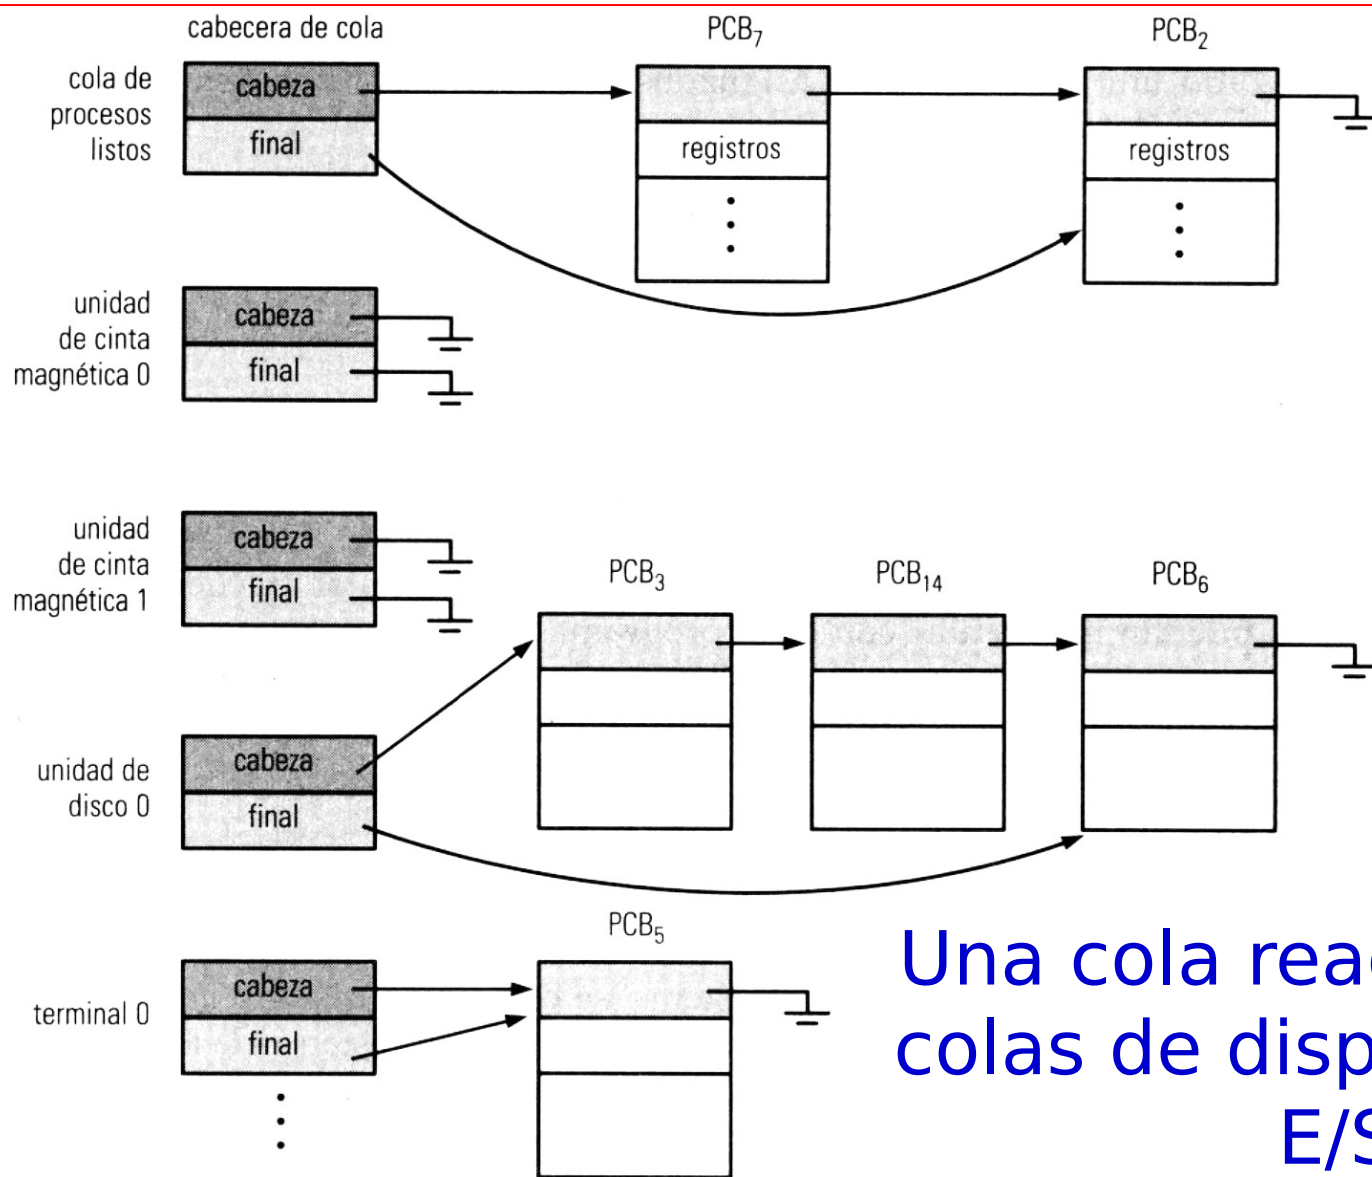 cabecera de cola
PCB₇
PCB₂
cola de
procesos
listos
cabeza
final
registros
registros
unidad
de cinta
magnética 0
cabeza
final
unidad
de cinta
magnética 1
cabeza
final
PCB₃
PCB₁₄
PCB₆
unidad de
disco 0
cabeza
final
PCB₅
terminal 0
cabeza
final
Una cola
colas de